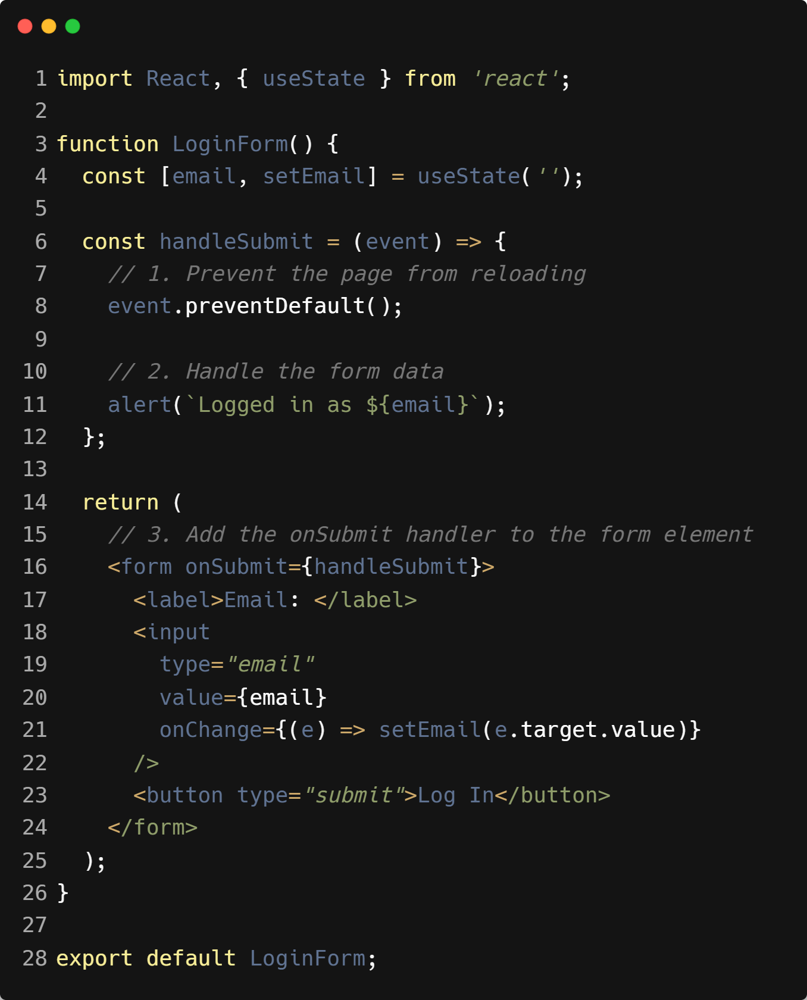 1 import React, { useState } from 'react';
2
3 function LoginForm() {
4   const [email, setEmail] = useState('');
5
6   const handleSubmit = (event) => {
7     // 1. Prevent the page from reloading
8     event.preventDefault();
9
10     // 2. Handle the form data
11     alert(`Logged in as ${email}`);
12   };
13
14   return (
15     // 3. Add the onSubmit handler to the form element
16     <form onSubmit={handleSubmit}>
17       <label>Email: </label>
18       <input
19         type="email"
20         value={email}
21         onChange={(e) => setEmail(e.target.value)}
22       />
23       <button type="submit">Log In</button>
24     </form>
25   );
26 }
27
28 export default LoginForm;